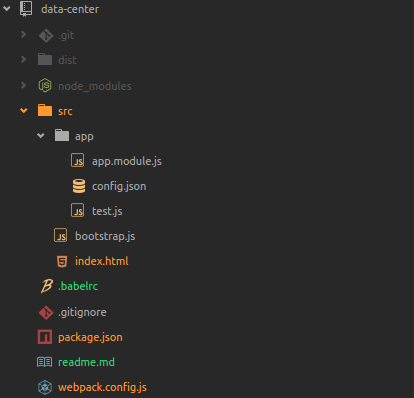 data-center
.git
dist
node_modules
src
app
app.module.js
config.json
test.js
bootstrap.js
index.html
.babelrc
.gitignore
package.json
readme.md
webpack.config.js